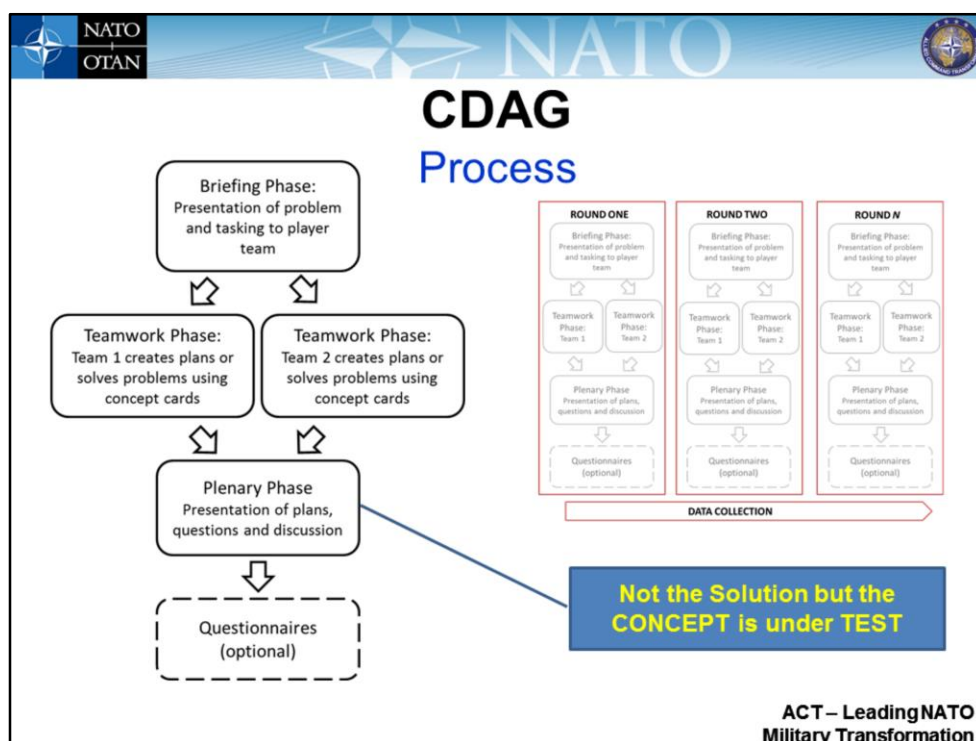 NATO
OTAN
NATO
ALLIED COMMAND TRANSFORMATION
CDAG
Process
Briefing Phase:
Presentation of problem
and tasking to player
team
Teamwork Phase:
Team 1 creates plans or
solves problems using
concept cards
Teamwork Phase:
Team 2 creates plans or
solves problems using
concept cards
Plenary Phase
Presentation of plans,
questions and discussion
Questionnaires
(optional)
ROUND ONE
Briefing Phase:
Presentation of problem
and tasking to player
team
Teamwork
Phase:
Team 1
Teamwork
Phase:
Team 2
Plenary Phase
Presentation of plans,
questions and discussion
Questionnaires
(optional)
ROUND TWO
Briefing Phase:
Presentation of problem
and tasking to player
team
Teamwork
Phase:
Team 1
Teamwork
Phase:
Team 2
Plenary Phase
Presentation of plans,
questions and discussion
Questionnaires
(optional)
ROUND N
Briefing Phase:
Presentation of problem
and tasking to player
team
Teamwork
Phase:
Team 1
Teamwork
Phase:
Team 2
Plenary Phase
Presentation of plans,
questions and discussion
Questionnaires
(optional)
DATA COLLECTION
Not the Solution but the
CONCEPT is under TEST
ACT – Leading NATO
Military Transformation